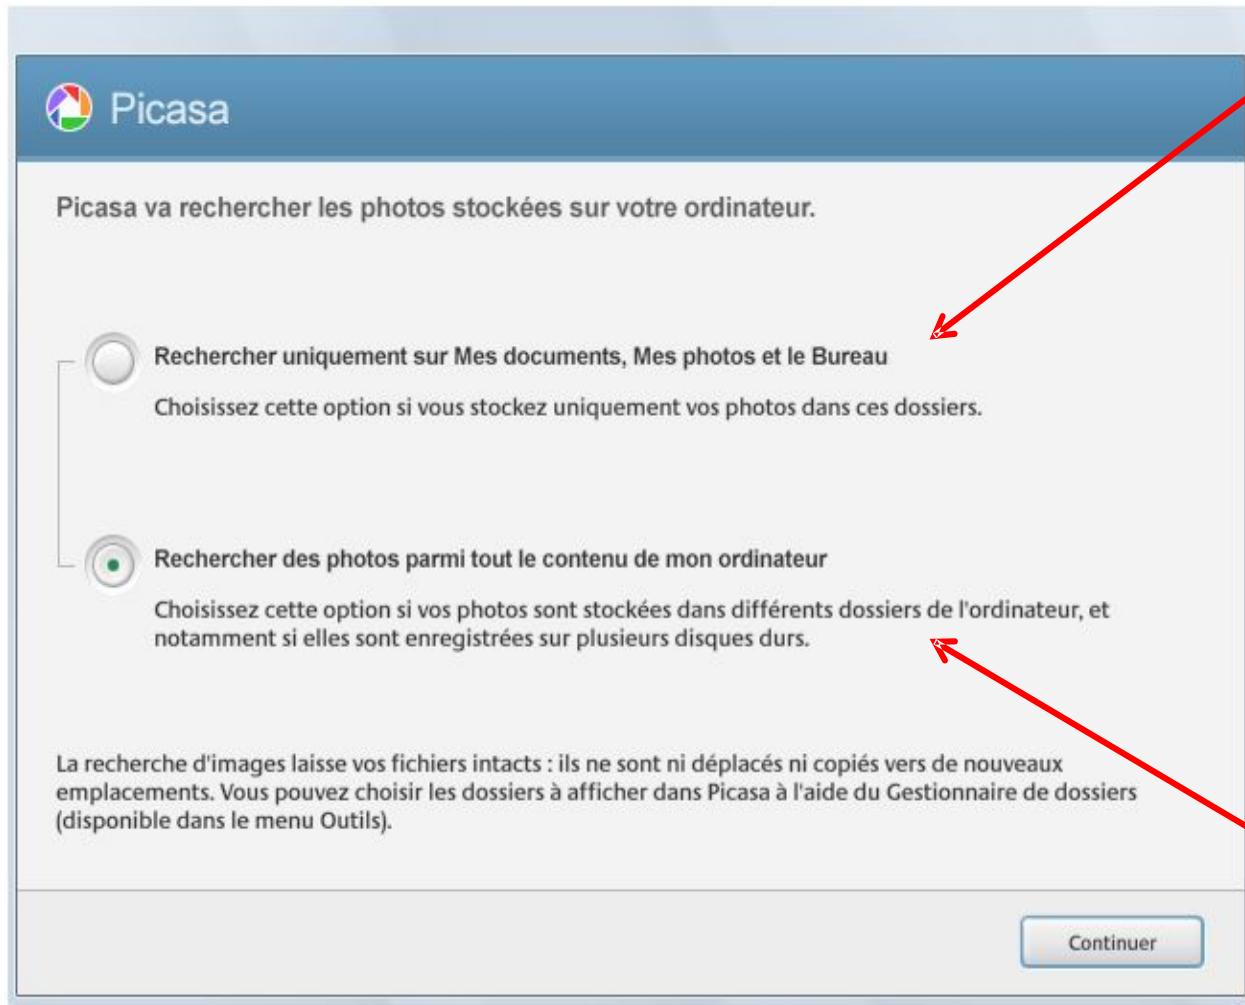 Picasa
Picasa va rechercher les photos stockées sur votre ordinateur.
Rechercher uniquement sur Mes documents, Mes photos et le Bureau
Choisissez cette option si vous stockez uniquement vos photos dans ces dossiers.
Rechercher des photos parmi tout le contenu de mon ordinateur
Choisissez cette option si vos photos sont stockées dans différents dossiers de l'ordinateur, et
notamment si elles sont enregistrées sur plusieurs disques durs.
La recherche d'images laisse vos fichiers intacts : ils ne sont ni déplacés ni copiés vers de nouveaux
emplacements. Vous pouvez choisir les dossiers à afficher dans Picasa à l'aide du Gestionnaire de dossiers
(disponible dans le menu Outils).
Continuer